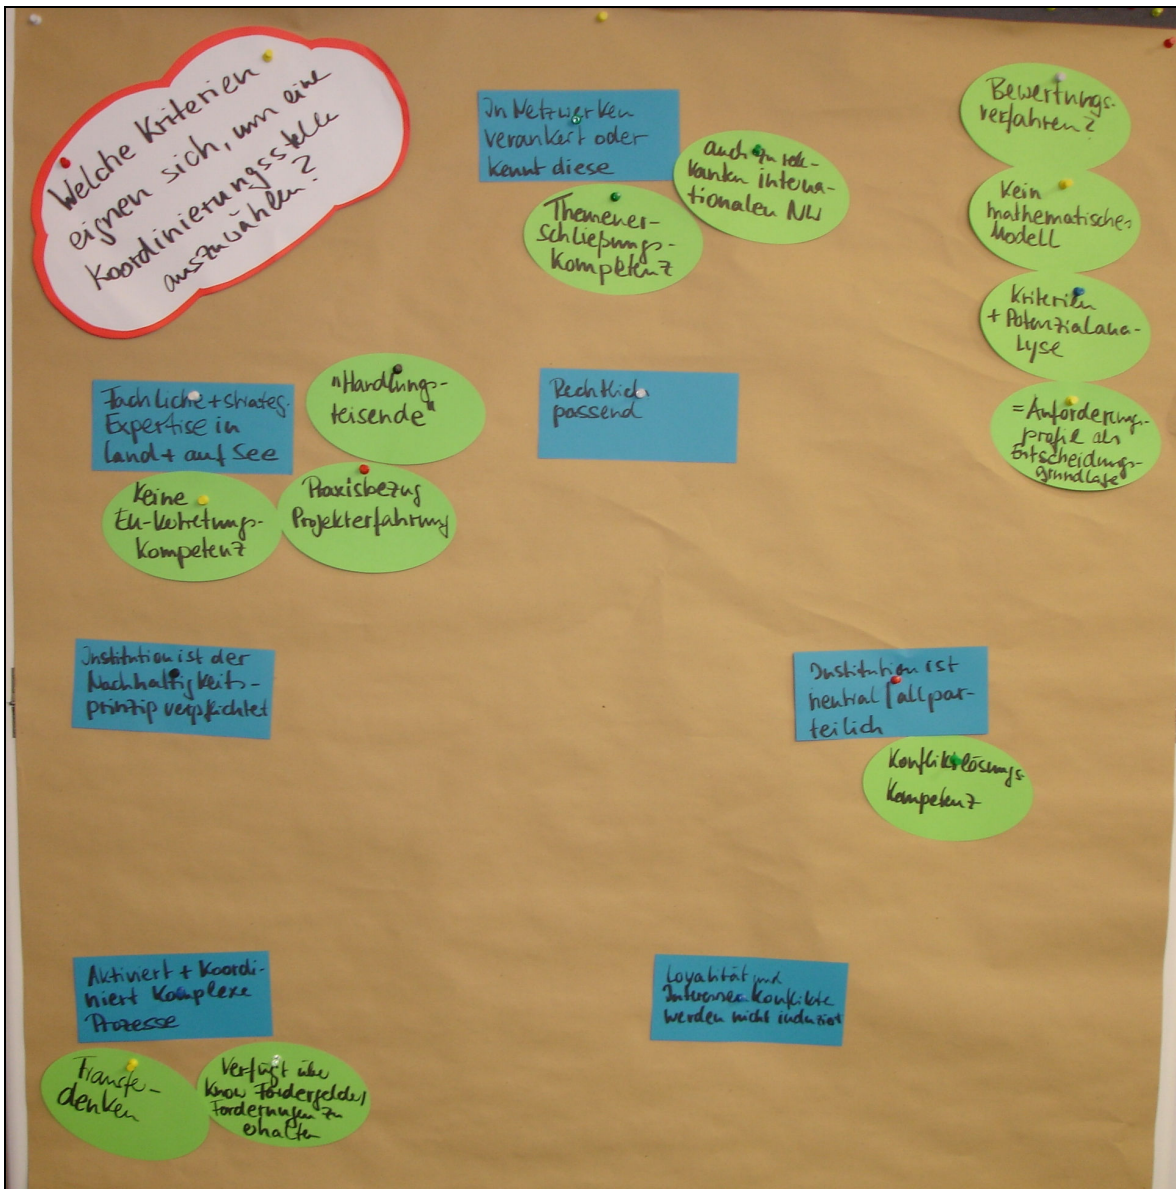 Welche Kriterien
eignen sich, um eine
Koordinierungsstelle
auszuwählen?
In Netzwerken
verankert oder
kennt diese
auch zu rele-
vanten interna-
tionalen NW
Themener-
schließungs-
kompetenz
Bewertungs-
verfahren?
Kein
mathematisches
Modell
Kriterien
+ Potenzialana-
lyse
= Anforderungs-
profil als
Entscheidungs-
grundlage
Fachliche + strateg.
Expertise in
Land + auf See
"Handlungs-
reisende"
Keine
EU-Vertretungs-
kompetenz
Praxisbezug
Projekterfahrung
Rechtlich
passend
Institution ist der
Nachhaltigkeits-
prinzip verpflichtet
Institution ist
neutral / allpar-
teilich
Konfliktlösungs-
kompetenz
Aktiviert + Koordi-
niert komplexe
Prozesse
Transfer-
denken
Verfügt über
Know Fördergelder/
Förderungen zu
erhalten
Loyalität und
Interessenkonflikte
werden nicht induziert